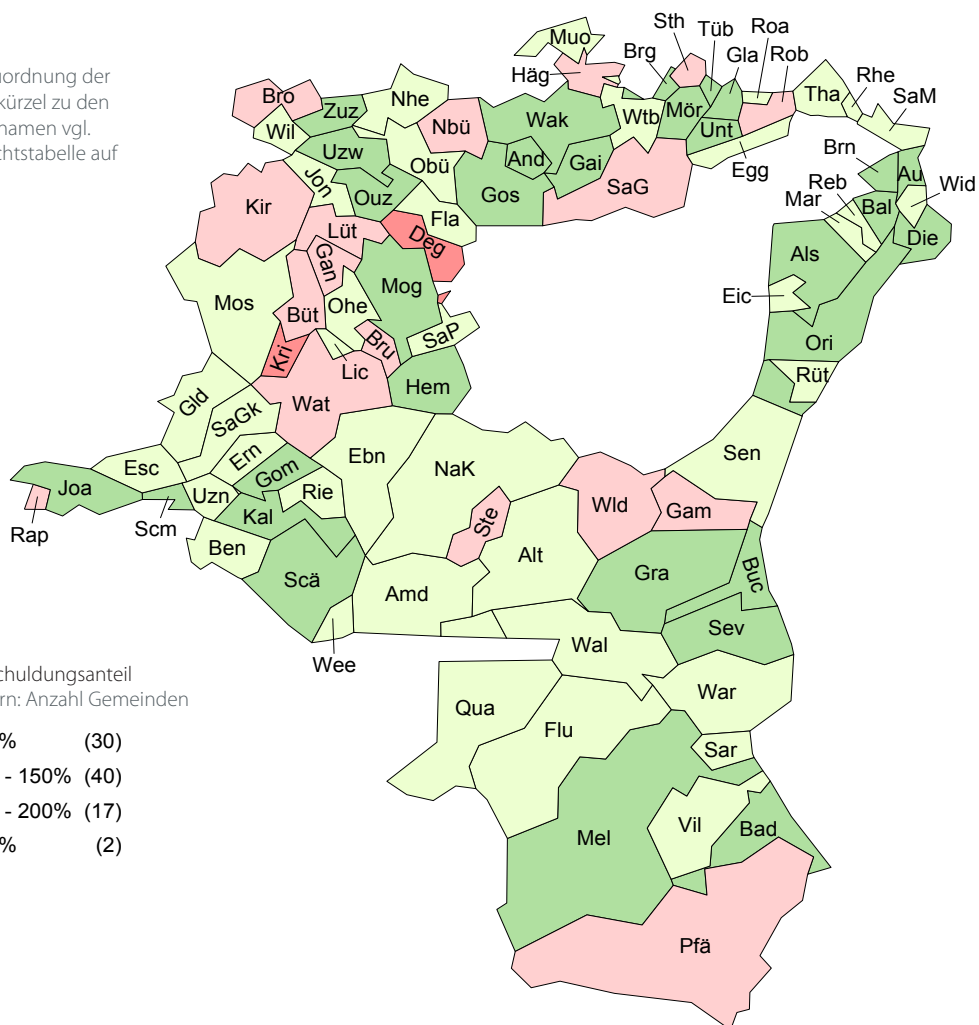 uordnung der
kürzel zu den
namen vgl.
chtstabelle auf
Muo
Sth
Tüb
Roa
Häg
Brg
Gla
Rob
Bro
Zuz
Nhe
Rhe
Tha
SaM
Wil
Nbü
Wak
Wtb
Mör
Unt
Uzw
Obü
And
Gai
Egg
Brn
Au
Wid
Jon
Ouz
Gos
SaG
Reb
Mar
Bal
Kir
Fla
Die
Lüt
Deg
Als
Gan
Mog
Mos
Büt
Ohe
Eic
SaP
Ori
Kri
Bru
Lic
Hem
Rüt
Gld
Wat
SaGk
Ern
Ebn
NaK
Sen
Esc
Gom
Joa
Uzn
Rie
Ste
Wld
Gam
Rap
Scm
Kal
Ben
Alt
Scä
Gra
Buc
Amd
Sev
Wee
Wal
schuldungsanteil
rn: Anzahl Gemeinden
War
Qua
Flu
% (30)
Sar
- 150% (40)
- 200% (17)
Vil
Bad
% (2)
Mel
Pfä